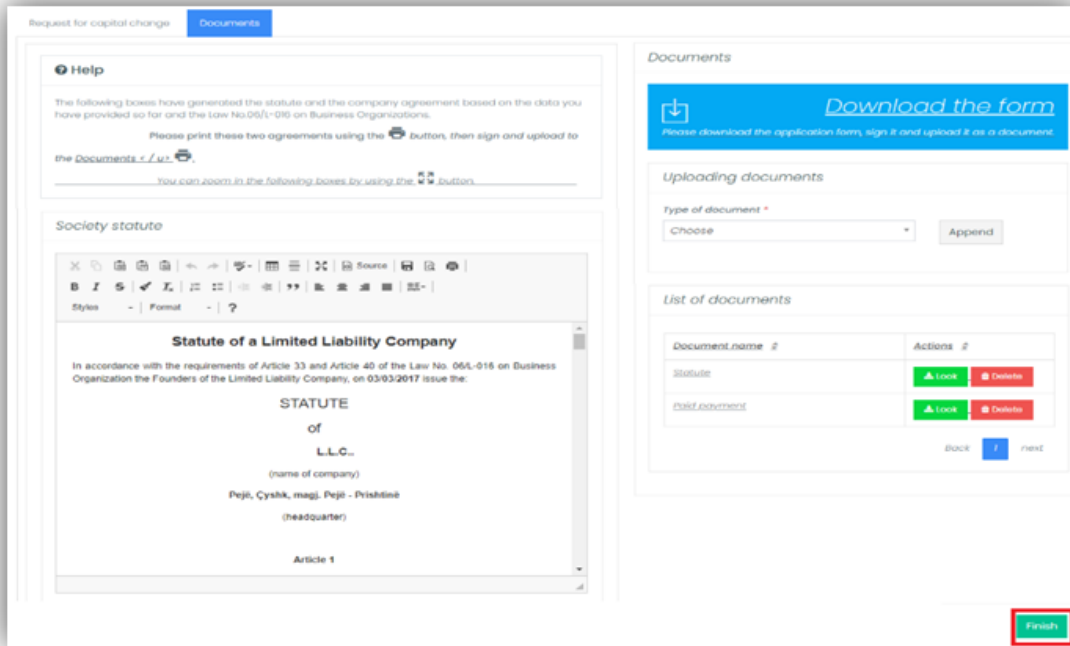 Request for capital change
Documents
Help
The following boxes have generated the statute and the company agreement based on the data you
have provided so far and the Law No.06/L-016 on Business Organizations.
Please print these two agreements using the button, then sign and upload to
the Documents < / u> .
You can zoom in the following boxes by using the button.
Society statute
Source
B I S Tx
Styles Format ?
Statute of a Limited Liability Company
In accordance with the requirements of Article 33 and Article 40 of the Law No. 06/L-016 on Business
Organization the Founders of the Limited Liability Company, on 03/03/2017 issue the:
STATUTE
of
L.L.C..
(name of company)
Pejë, Çyshk, magj. Pejë - Prishtinë
(headquarter)
Article 1
Documents
Download the form
Please download the application form, sign it and upload it as a document.
Uploading documents
Type of document *
Choose
Append
List of documents
Document name Actions
Statute Look Delete
Paid payment Look Delete
Back 1 next
Finish